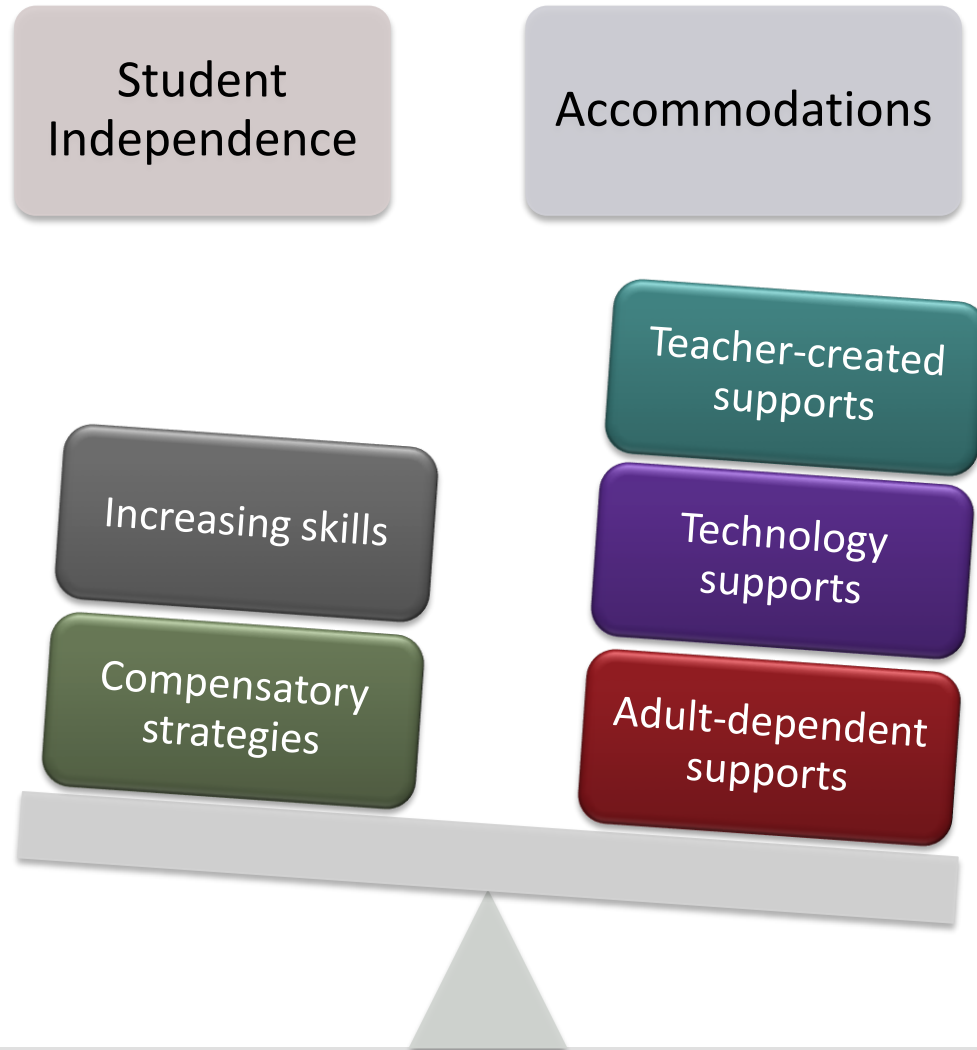 Student
Independence
Accommodations
Increasing skills
Compensatory
strategies
Teacher-created
supports
Technology
supports
Adult-dependent
supports